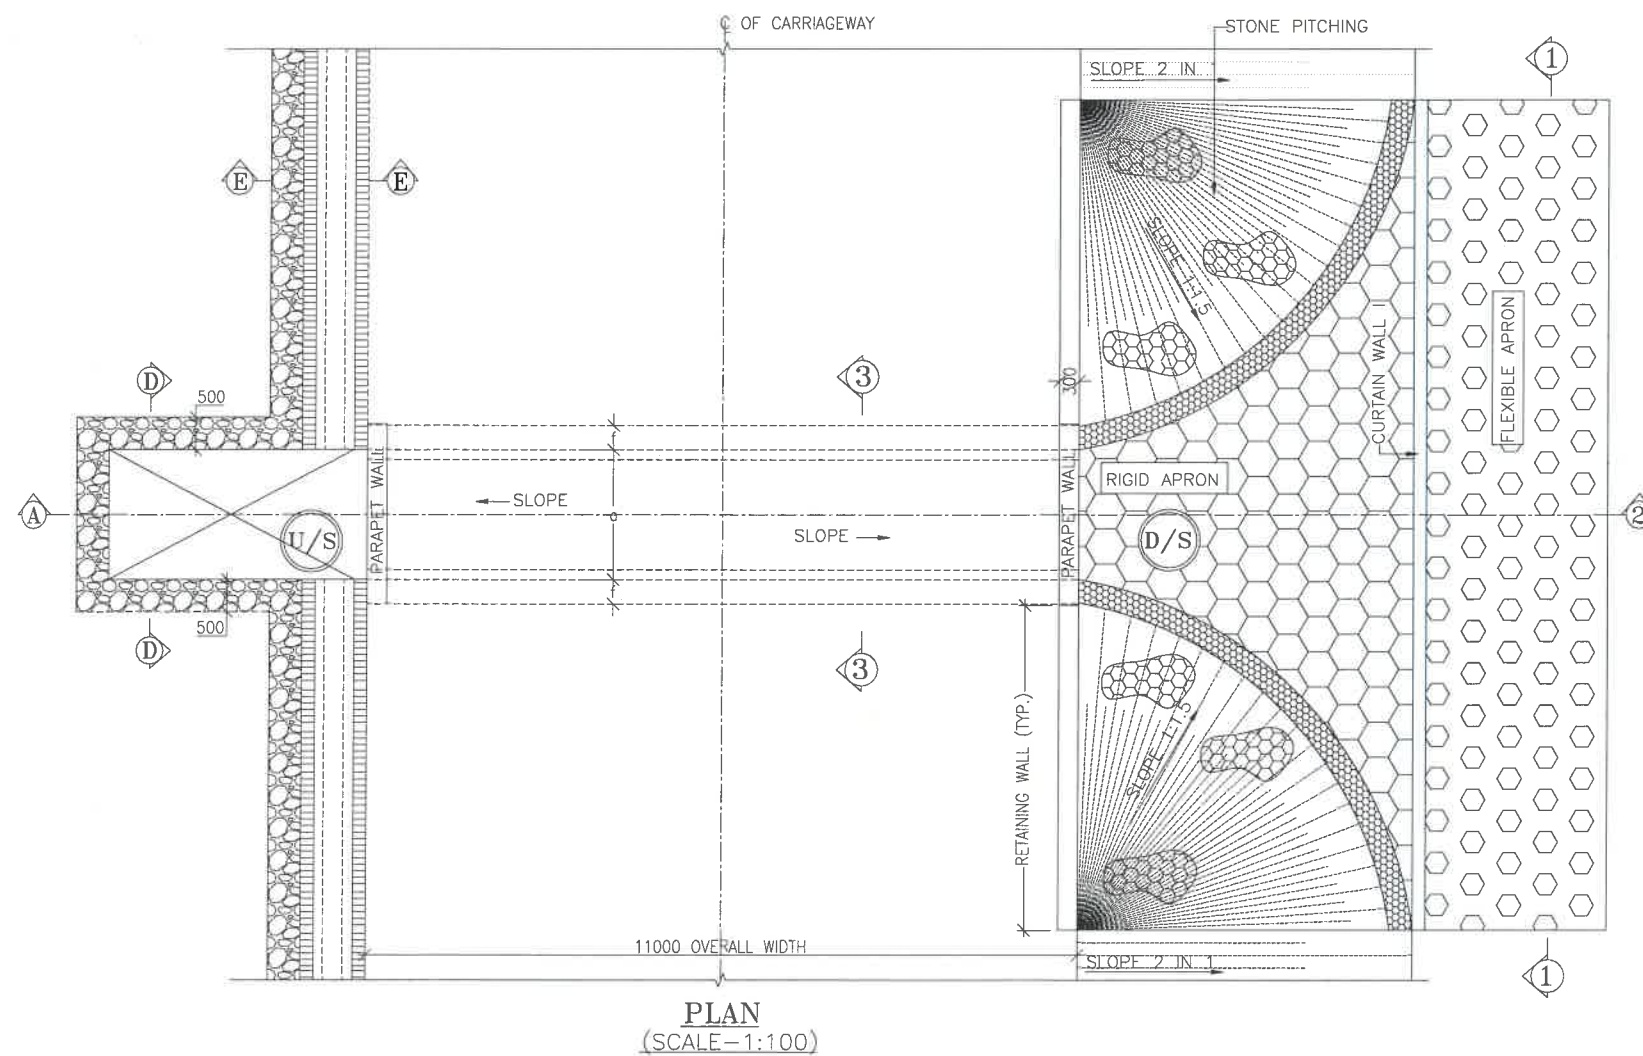 ℄ OF CARRIAGEWAY
STONE PITCHING
SLOPE 2 IN
1
E
E
SLOPE 1:1.5
D
500
3
300
CURTAIN WALL
FLEXIBLE APRON
f
PARAPET WALL
PARAPET WALL
RIGID APRON
A
SLOPE
SLOPE
U/S
D/S
2
f
500
D
3
RETAINING WALL (TYP.)
SLOPE 1:1.5
11000 OVERALL WIDTH
SLOPE 2 IN 1
1
PLAN
(SCALE-1:100)